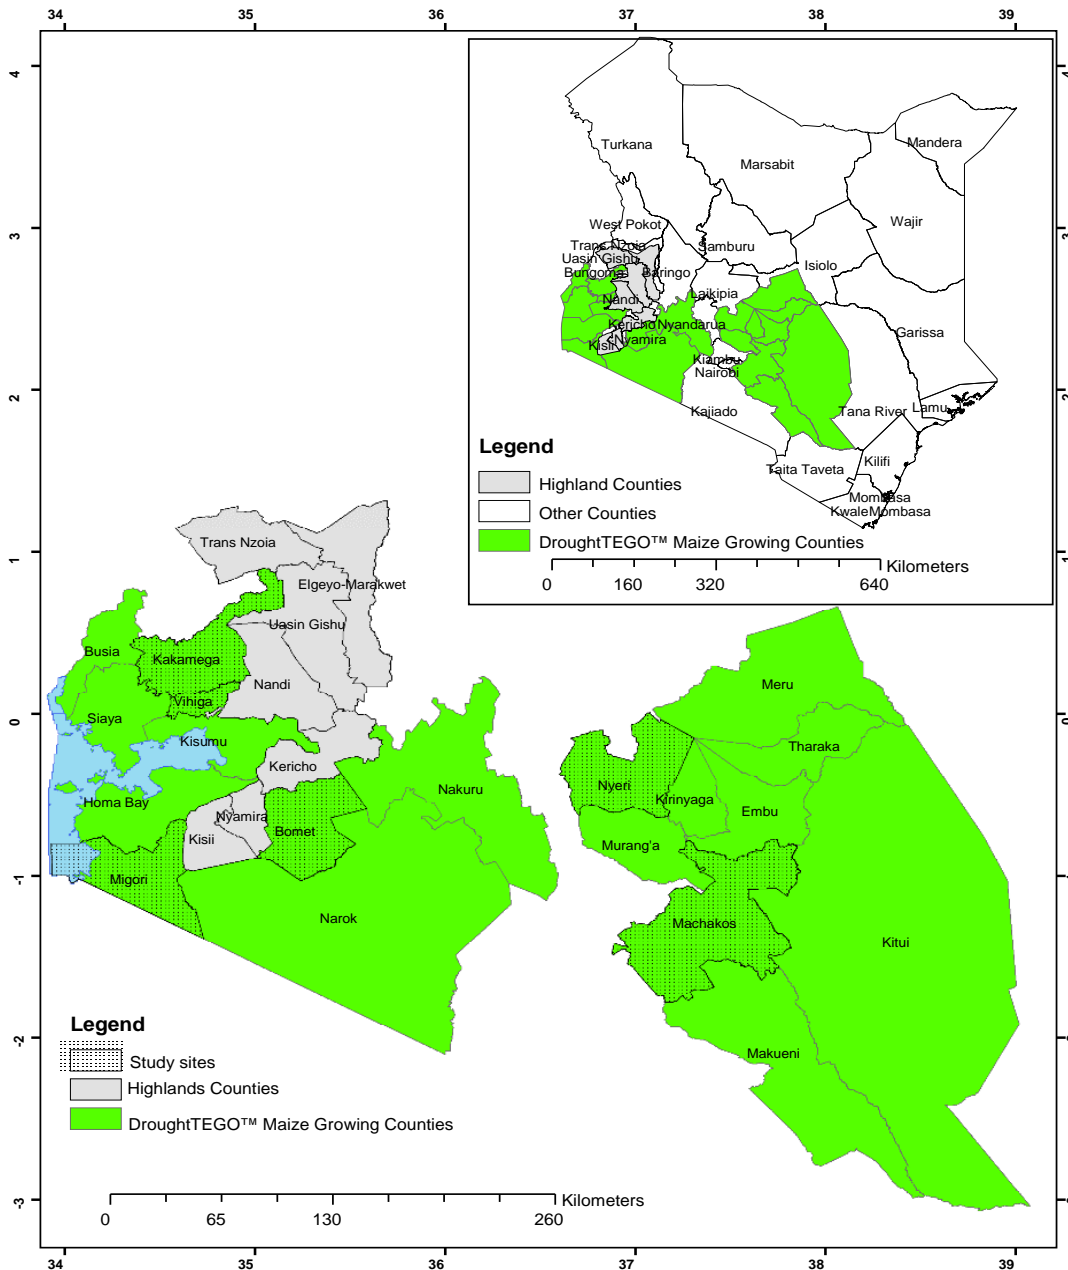 34 35 36 37 38 39
4
3
2
1
0
-1
-2
-3
4
Turkana
Marsabit
Mandera
Wajir
West Pokot
Samburu
Trans Nzoia
Uasin Gishu
Bungoma
Baringo
Isiolo
Laikipia
Nandi
Kericho
Nyandarua
Nyamira
Kisii
Garissa
Kiambu
Nairobi
Kajiado
Tana River
Lamu
Taita Taveta
Kilifi
Mombasa
Kwale
Mombasa
Legend
Highland Counties
Other Counties
DroughtTEGO™ Maize Growing Counties
Kilometers
0 160 320 640
Trans Nzoia
Elgeyo-Marakwet
Uasin Gishu
Busia
Kakamega
Nandi
Vihiga
Siaya
Kisumu
Kericho
Homa Bay
Nyamira
Kisii
Bomet
Nakuru
Migori
Narok
Meru
Tharaka
Nyeri
Kirinyaga
Embu
Murang'a
Machakos
Kitui
Makueni
Legend
Study sites
Highlands Counties
DroughtTEGO™ Maize Growing Counties
Kilometers
0 65 130 260
34 35 36 37 38 39